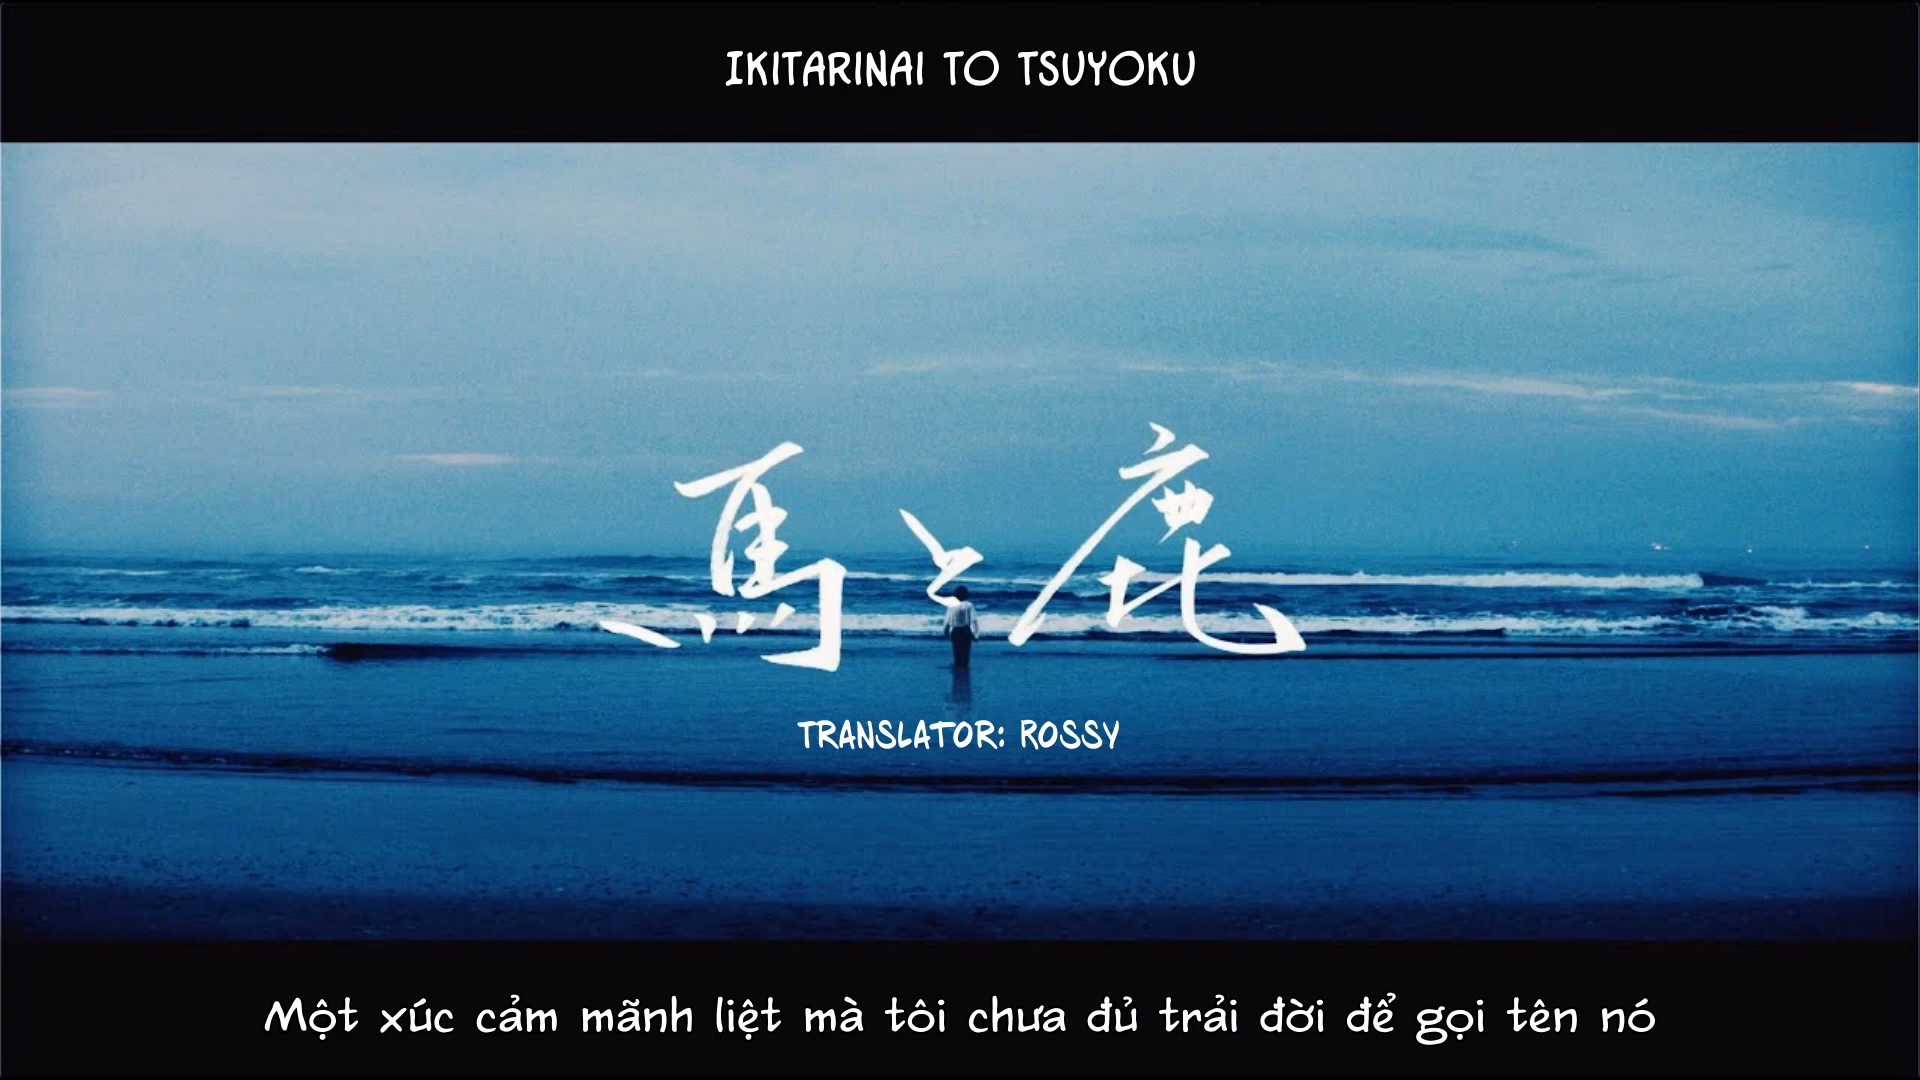 IKITARINAI TO TSUYOKU
馬と鹿
TRANSLATOR: ROSSY
Một xúc cảm mãnh liệt mà tôi chưa đủ trải đời để gọi tên nó